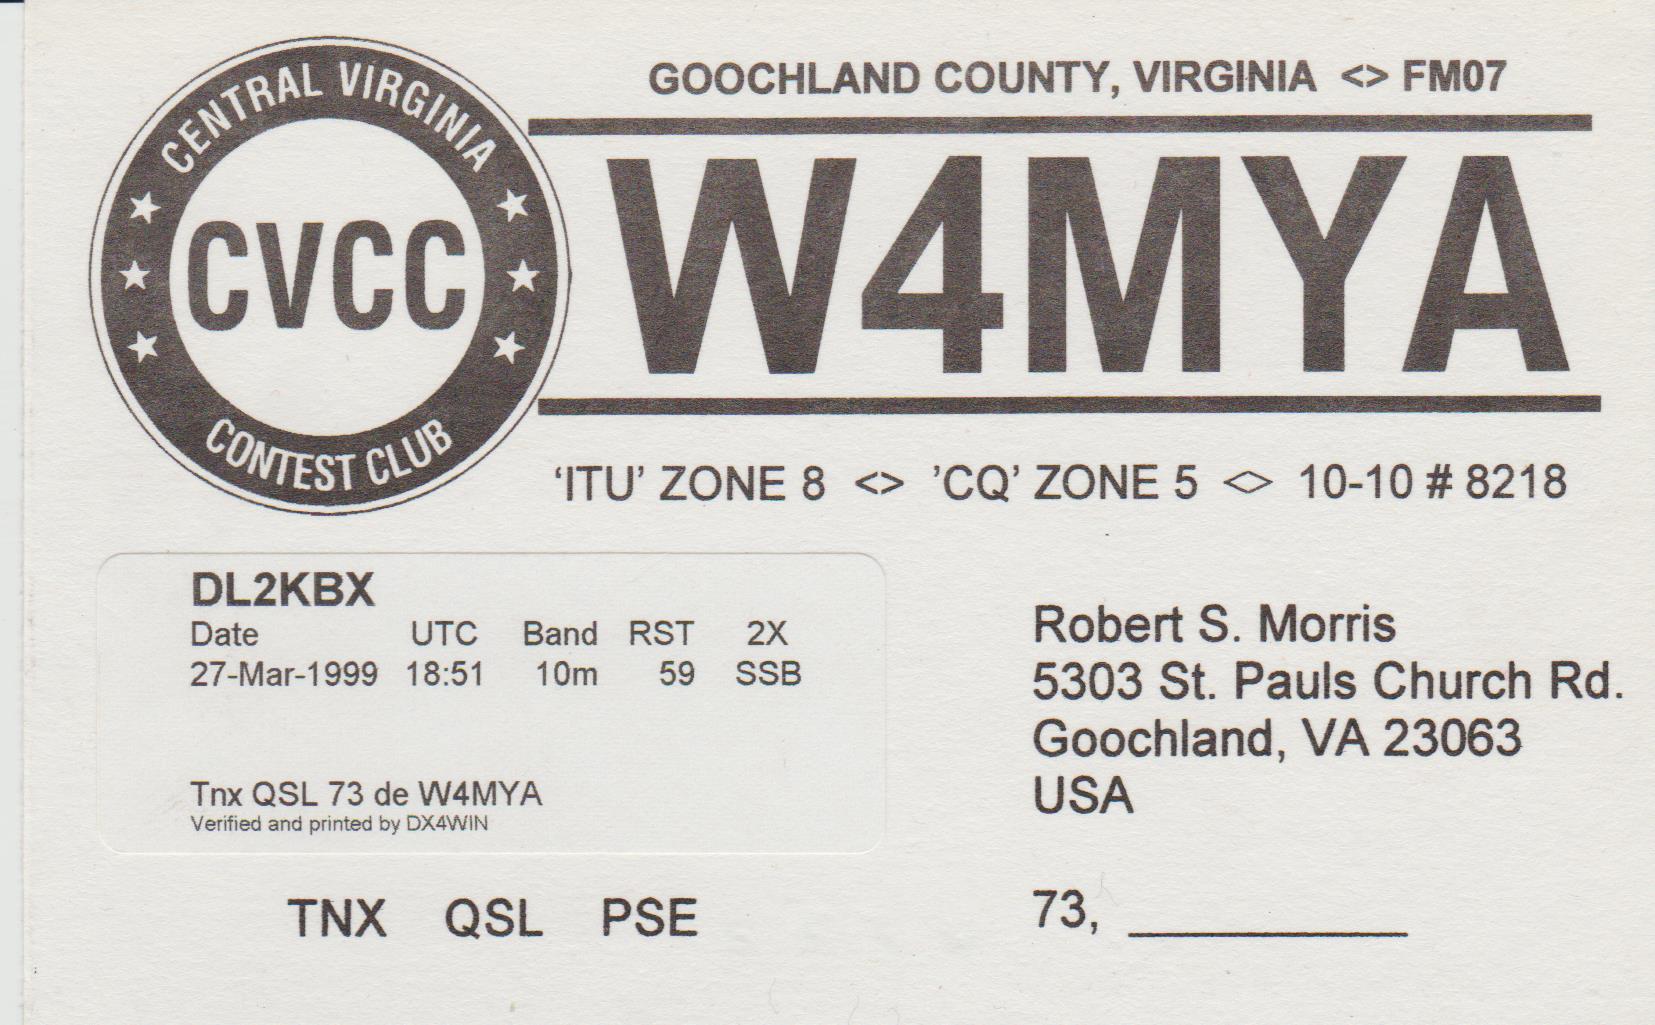 CENTRAL VIRGINIA
CVCC
CONTEST CLUB
GOOCHLAND COUNTY, VIRGINIA <> FM07
W4MYA
'ITU' ZONE 8 <> 'CQ' ZONE 5 <> 10-10 # 8218
DL2KBX
Date UTC Band RST 2X
27-Mar-1999 18:51 10m 59 SSB
Tnx QSL 73 de W4MYA
Verified and printed by DX4WIN
TNX QSL PSE
Robert S. Morris
5303 St. Pauls Church Rd.
Goochland, VA 23063
USA
73, ___________